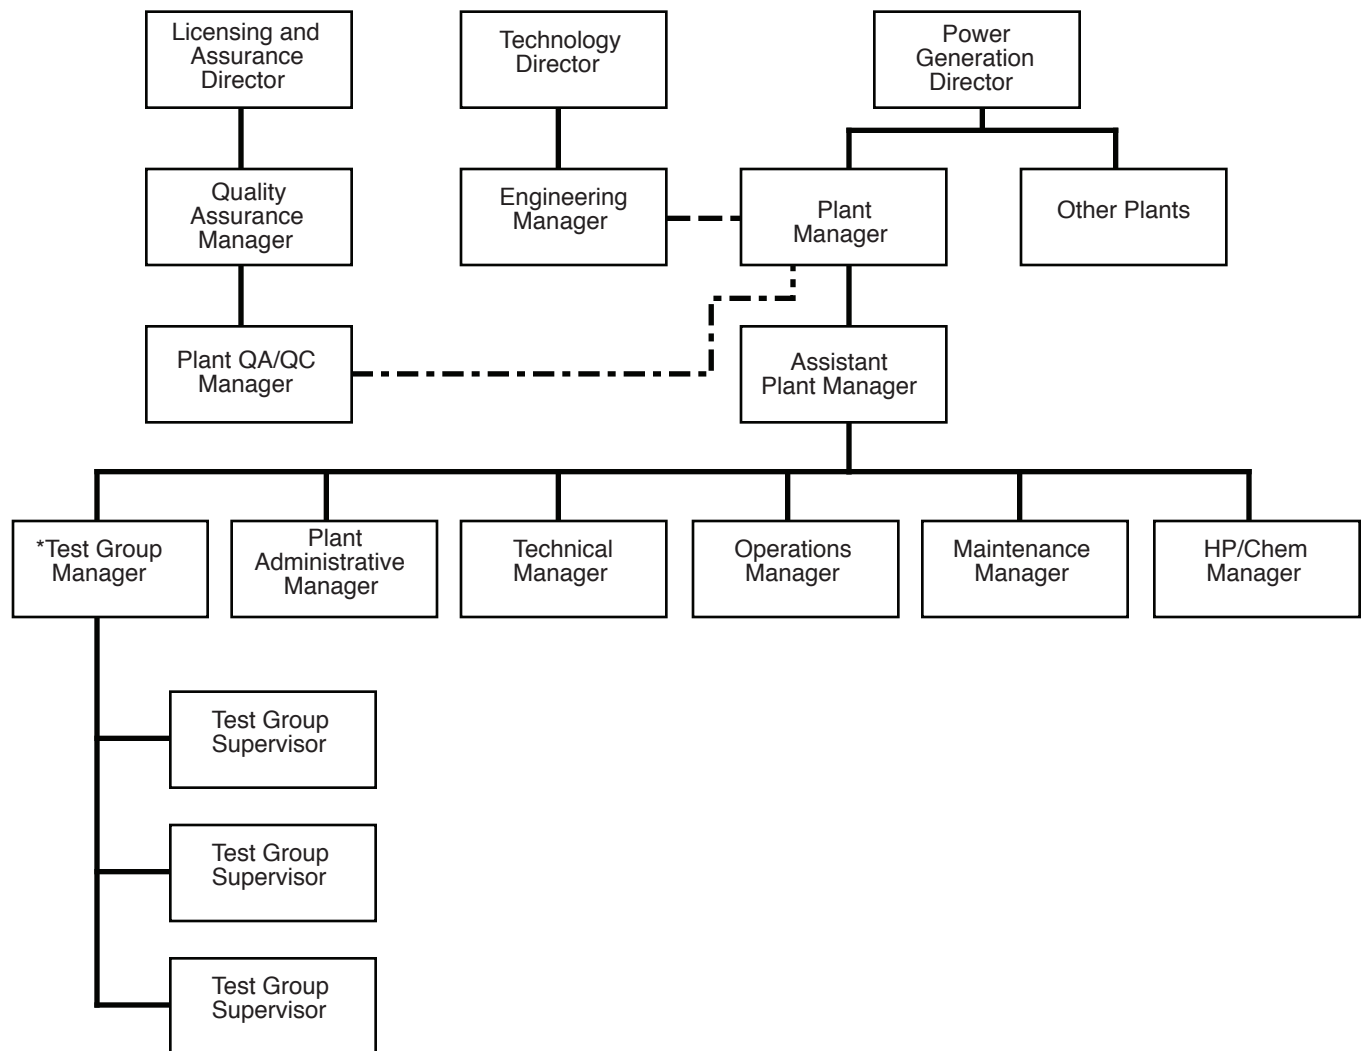 Licensing and
Assurance
Director
Technology
Director
Power
Generation
Director
Quality
Assurance
Manager
Engineering
Manager
Plant
Manager
Other Plants
Plant QA/QC
Manager
Assistant
Plant Manager
*Test Group
Manager
Plant
Administrative
Manager
Technical
Manager
Operations
Manager
Maintenance
Manager
HP/Chem
Manager
Test Group
Supervisor
Test Group
Supervisor
Test Group
Supervisor